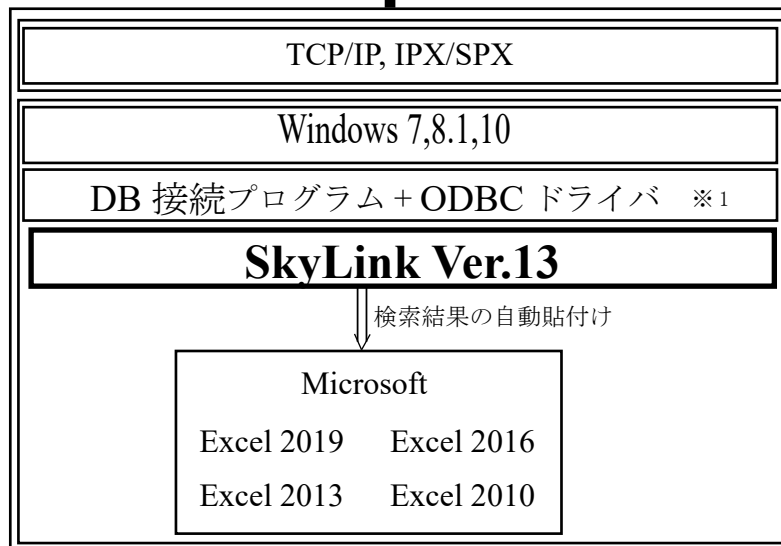 TCP/IP, IPX/SPX
Windows 7,8.1,10
DB 接続プログラム + ODBC ドライバ ※1
SkyLink Ver.13
検索結果の自動貼付け
Microsoft
Excel 2019 Excel 2016
Excel 2013 Excel 2010